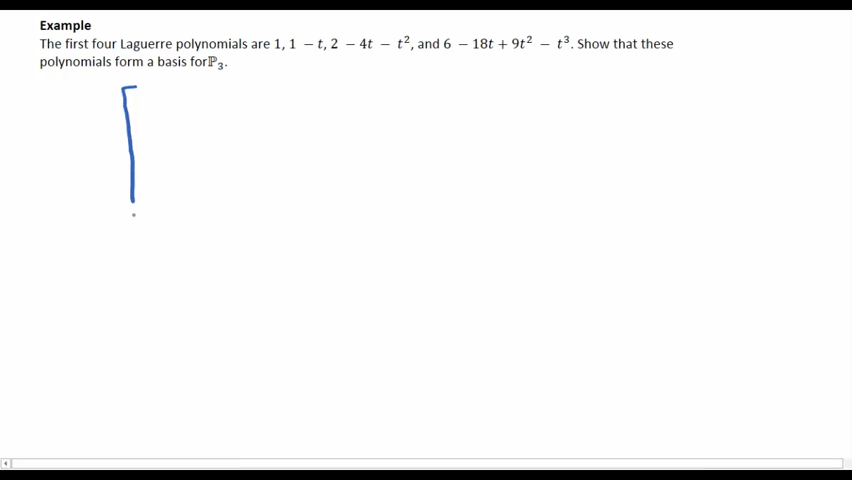 Example
The first four Laguerre polynomials are 1, 1 − t, 2 − 4t − t², and 6 − 18t + 9t² − t³. Show that these
polynomials form a basis forℙ₃.